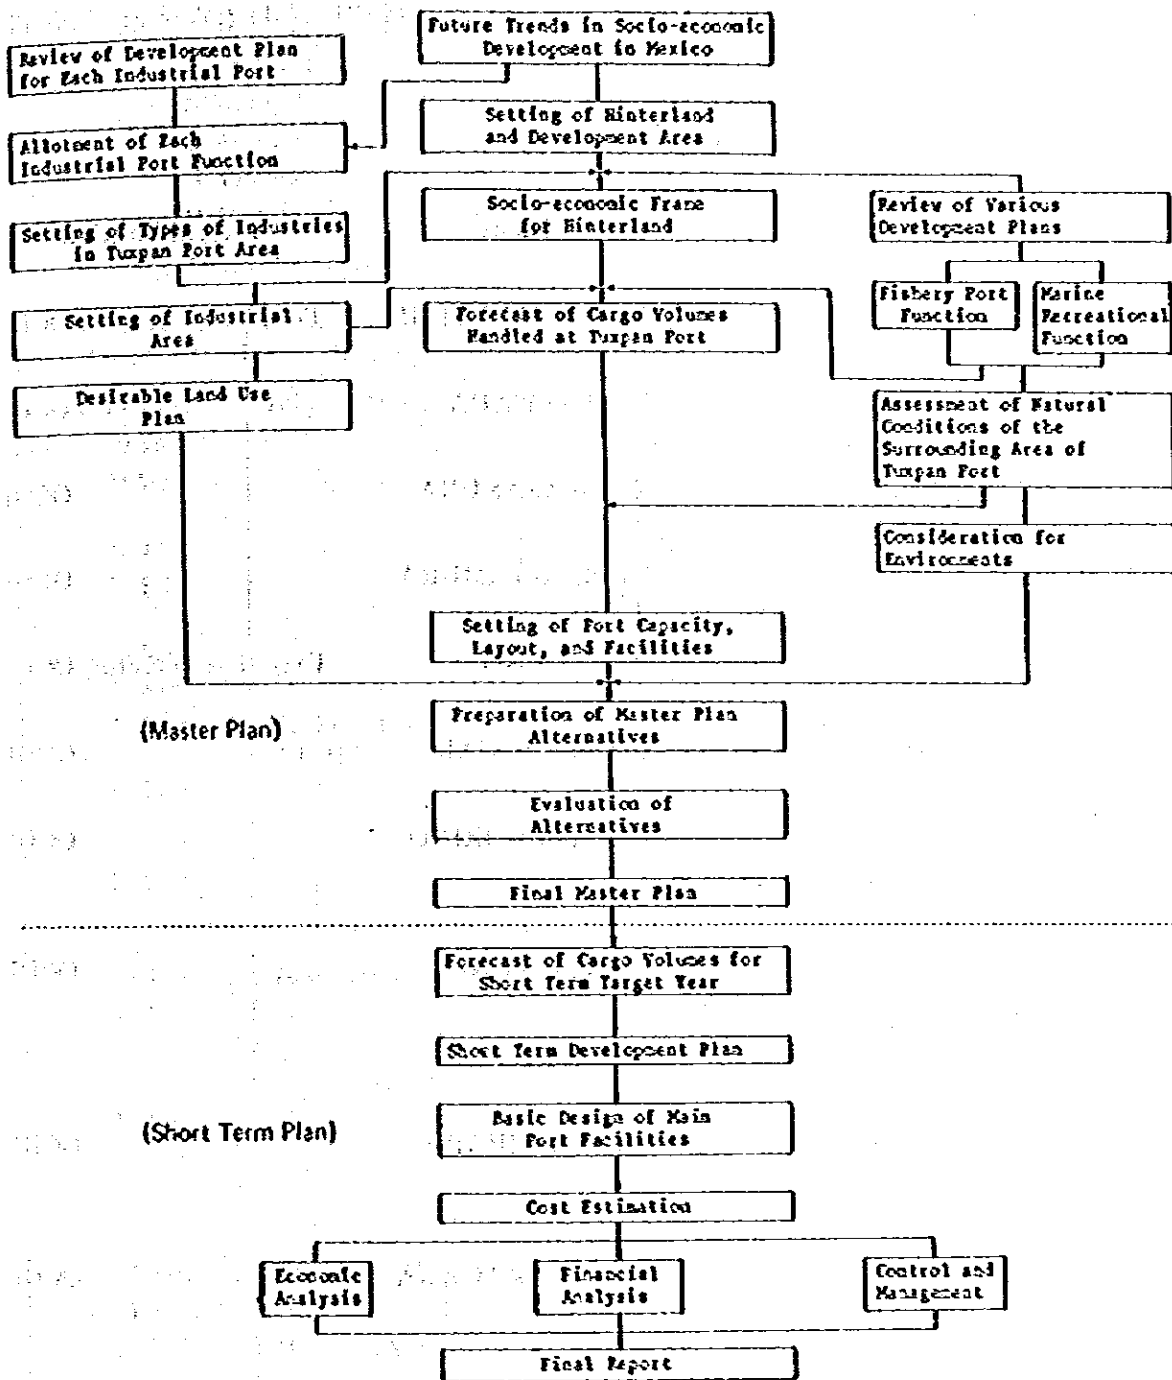 Future Trends in Socio-economic
Development in Mexico
Review of Development Plan
for Each Industrial Port
Setting of Hinterland
and Development Area
Allotment of Each
Industrial Port Function
Socio-economic Frame
for Hinterland
Review of Various
Development Plans
Setting of Types of Industries
in Tuxpan Port Area
Fishery Port
Function
Marine
Recreational
Function
Setting of Industrial
Area
Forecast of Cargo Volumes
Handled at Tuxpan Port
Desirable Land Use
Plan
Assessment of Natural
Conditions of the
Surrounding Area of
Tuxpan Port
Consideration for
Environments
Setting of Port Capacity,
Layout, and Facilities
(Master Plan)
Preparation of Master Plan
Alternatives
Evaluation of
Alternatives
Final Master Plan
Forecast of Cargo Volumes for
Short Term Target Year
Short Term Development Plan
(Short Term Plan)
Basic Design of Main
Port Facilities
Cost Estimation
Economic
Analysis
Financial
Analysis
Control and
Management
Final Report